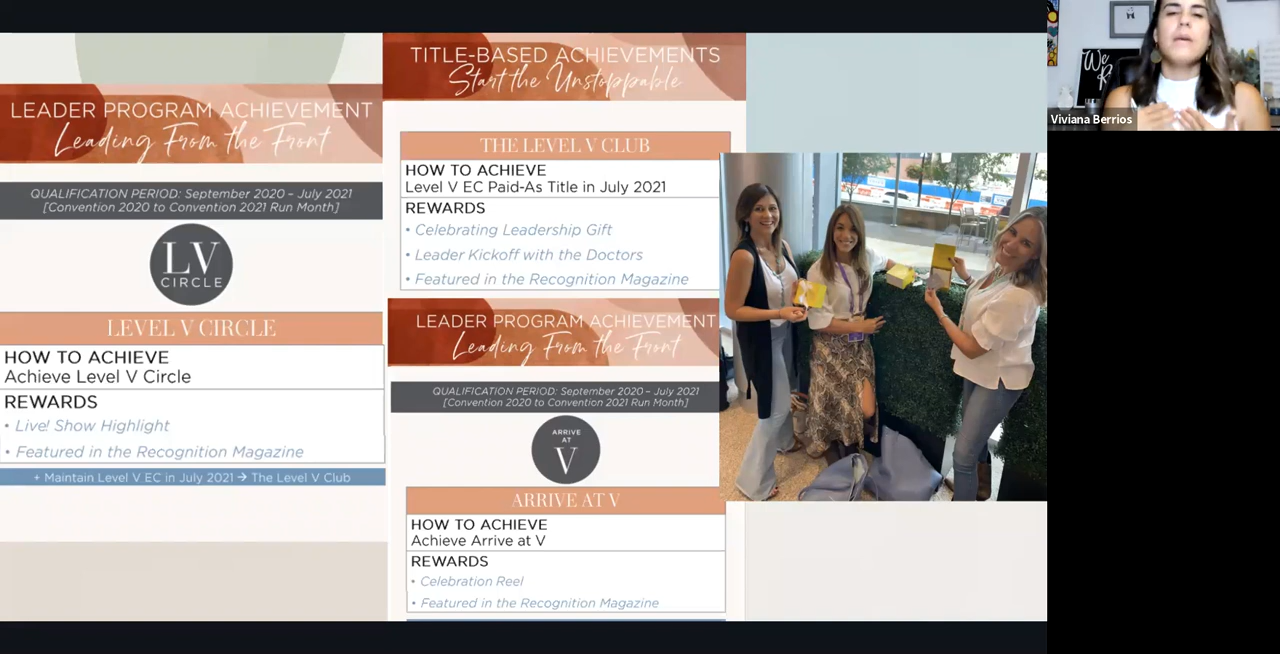 LEADER PROGRAM ACHIEVEMENT
Leading From the Front
QUALIFICATION PERIOD: September 2020 – July 2021
[Convention 2020 to Convention 2021 Run Month]
LV
CIRCLE
LEVEL V CIRCLE
HOW TO ACHIEVE
Achieve Level V Circle
REWARDS
• Live! Show Highlight
• Featured in the Recognition Magazine
+ Maintain Level V EC in July 2021 → The Level V Club
TITLE-BASED ACHIEVEMENTS
Start the Unstoppable
THE LEVEL V CLUB
HOW TO ACHIEVE
Level V EC Paid-As Title in July 2021
REWARDS
• Celebrating Leadership Gift
• Leader Kickoff with the Doctors
• Featured in the Recognition Magazine
LEADER PROGRAM ACHIEVEMENT
Leading From the Front
QUALIFICATION PERIOD: September 2020 – July 2021
[Convention 2020 to Convention 2021 Run Month]
ARRIVE
AT
V
ARRIVE AT V
HOW TO ACHIEVE
Achieve Arrive at V
REWARDS
• Celebration Reel
• Featured in the Recognition Magazine
We
R
Viviana Berrios